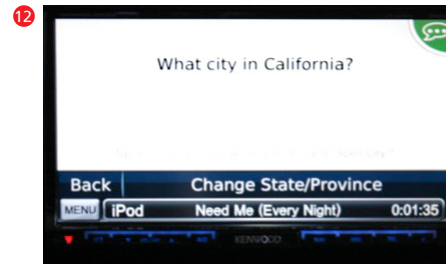 12
What city in California?
Back Change State/Province
MENU iPod Need Me (Every Night) 0:01:35
KENWOOD